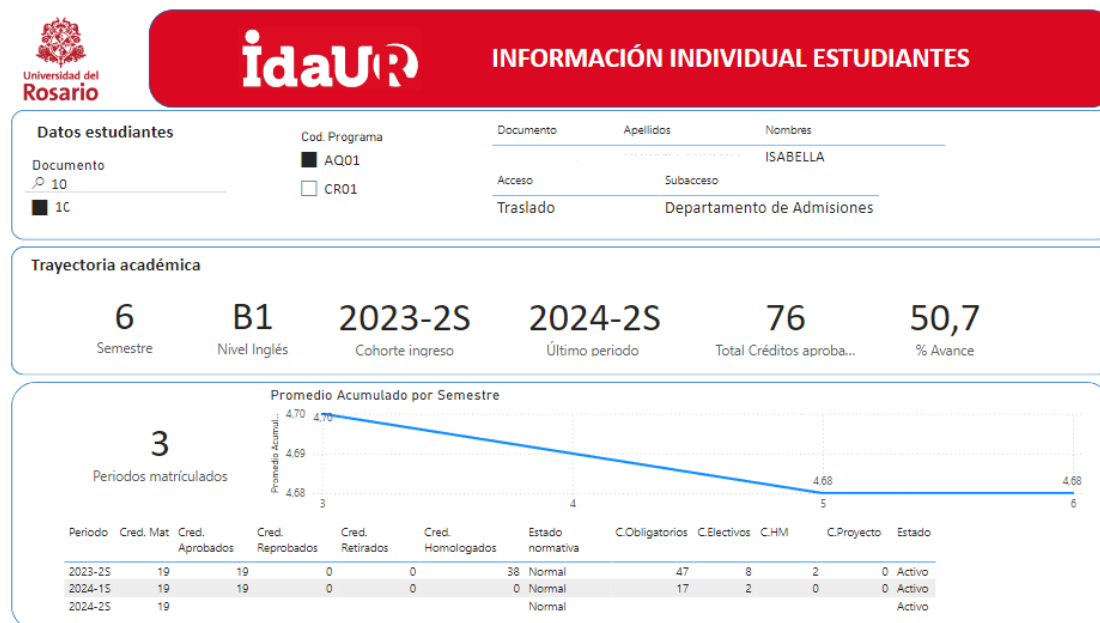 Universidad del
Rosario
idaUR
INFORMACIÓN INDIVIDUAL ESTUDIANTES
Datos estudiantes
Documento
10
1C
Cod. Programa
AQ01
CR01
Documento Apellidos Nombres
ISABELLA
Acceso Subacceso
Traslado Departamento de Admisiones
Trayectoria académica
6 B1 2023-2S 2024-2S 76 50,7
Semestre Nivel Inglés Cohorte ingreso Último periodo Total Créditos aproba... % Avance
3
Periodos matrículados
Promedio Acumulado por Semestre
Promedio Acumul...
4,70 4,70
4,69
4,68 4,68 4,68
3 4 5 6
Periodo Cred. Mat Cred. Aprobados Cred. Reprobados Cred. Retirados Cred. Homologados Estado normativa C.Obligatorios C.Electivos C.HM C.Proyecto Estado
2023-2S 19 19 0 0 38 Normal 47 8 2 0 Activo
2024-1S 19 19 0 0 0 Normal 17 2 0 0 Activo
2024-2S 19 Normal Activo